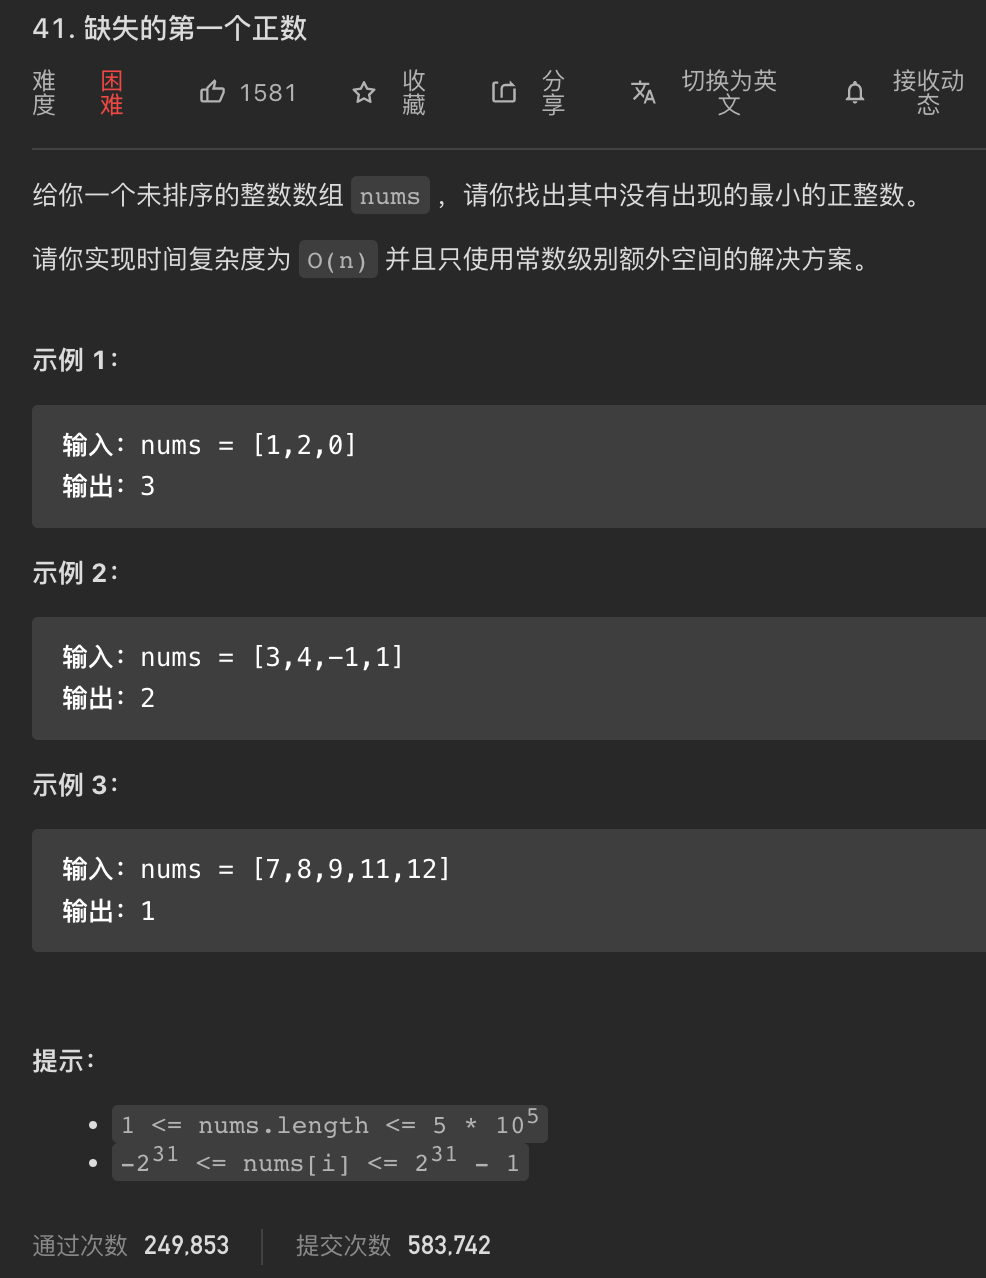 41. 缺失的第一个正数
难度 困难 1581 收藏 分享 切换为英文 接收动态
给你一个未排序的整数数组 nums ，请你找出其中没有出现的最小的正整数。
请你实现时间复杂度为 O(n) 并且只使用常数级别额外空间的解决方案。
示例 1：
输入：nums = [1,2,0]
输出：3
示例 2：
输入：nums = [3,4,-1,1]
输出：2
示例 3：
输入：nums = [7,8,9,11,12]
输出：1
提示：
• 1 <= nums.length <= 5 * 10⁵
• -2³¹ <= nums[i] <= 2³¹ - 1
通过次数 249,853 提交次数 583,742